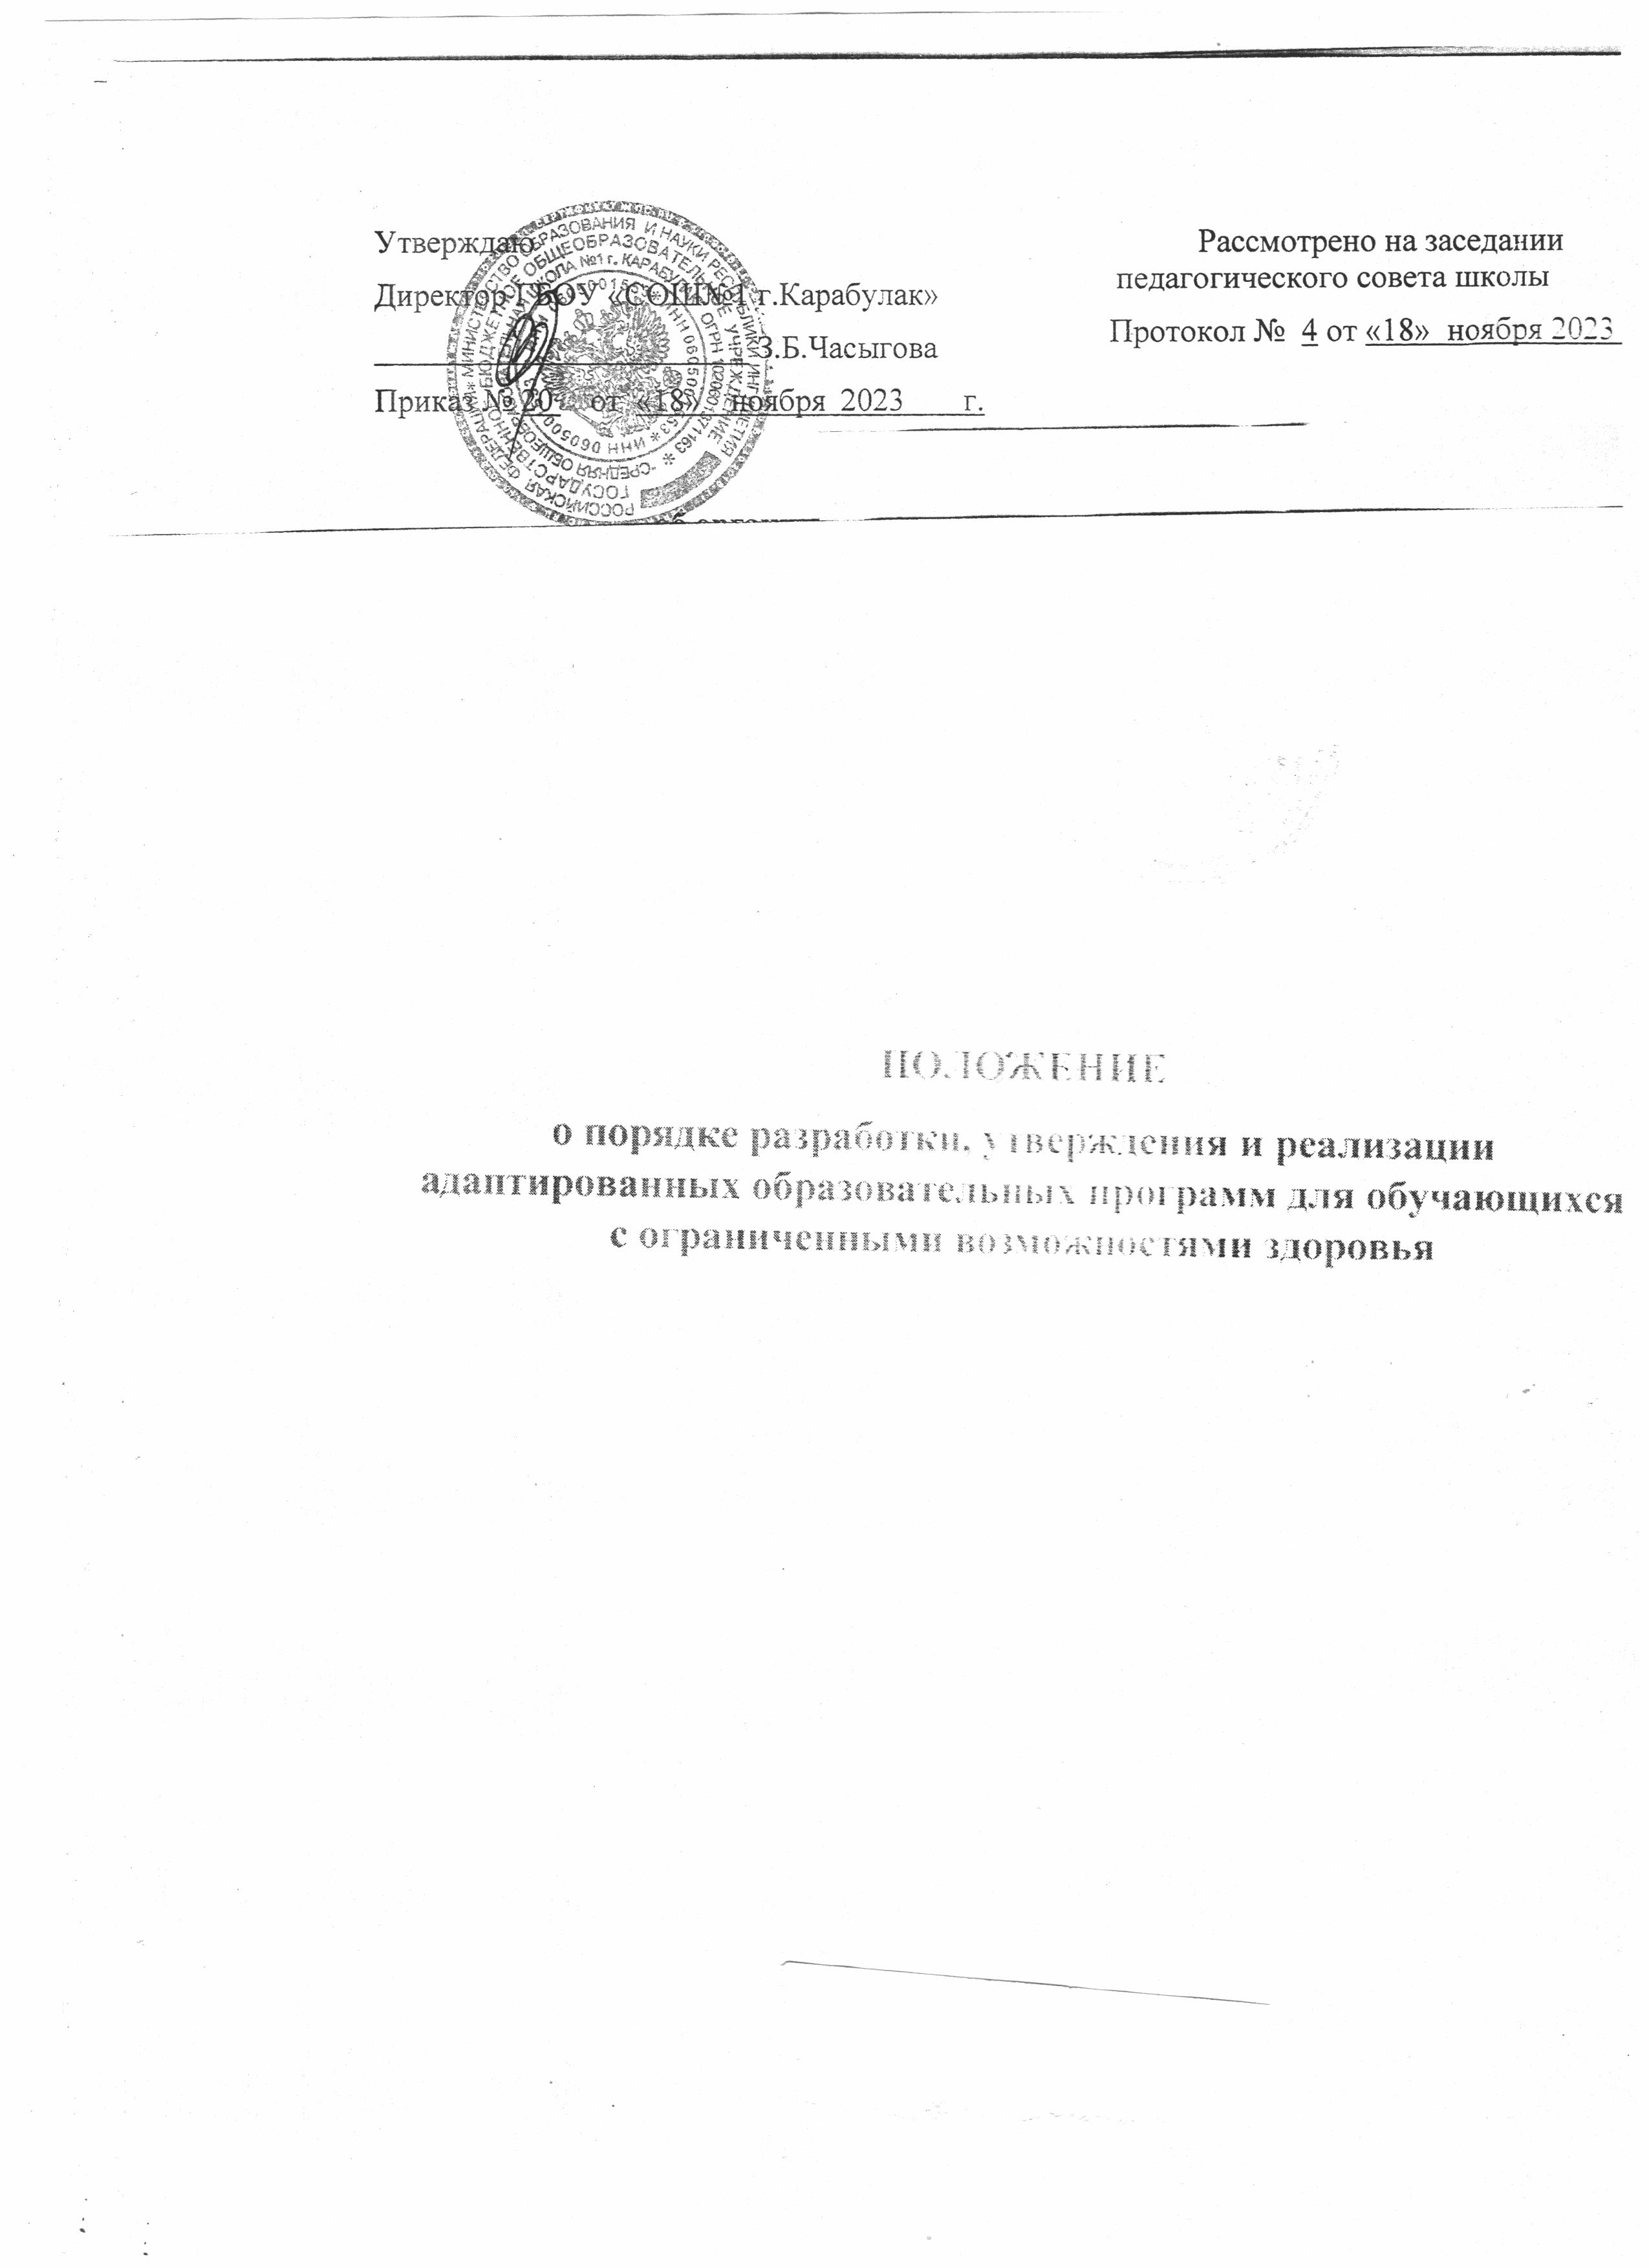 Утверждаю
Директор ГБОУ «СОШ№1 г.Карабулак»
З.Б.Часыгова
Приказ № 20 от «18» ноября 2023 г.
Рассмотрено на заседании
педагогического совета школы
Протокол № 4 от «18» ноября 2023
ПОЛОЖЕНИЕ
о порядке разработки, утверждения и реализации
адаптированных образовательных программ для обучающихся
с ограниченными возможностями здоровья